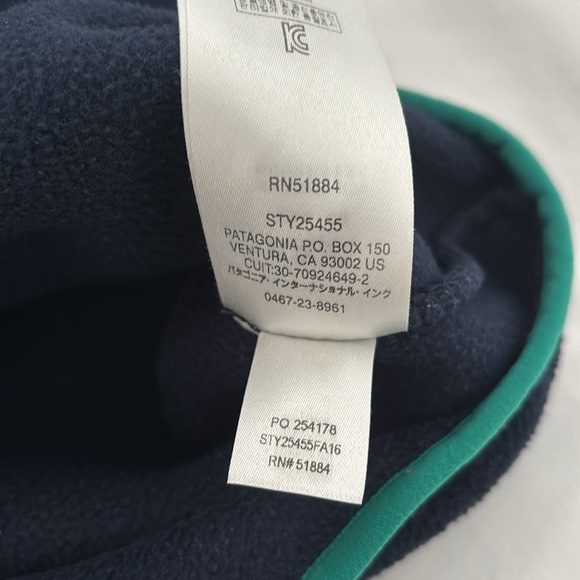 RN51884
STY25455
PATAGONIA P.O. BOX 150
VENTURA, CA 93002 US
CUIT:30-70924649-2
パタゴニア・インターナショナル・インク
0467-23-8961
PO 254178
STY25455FA16
RN# 51884